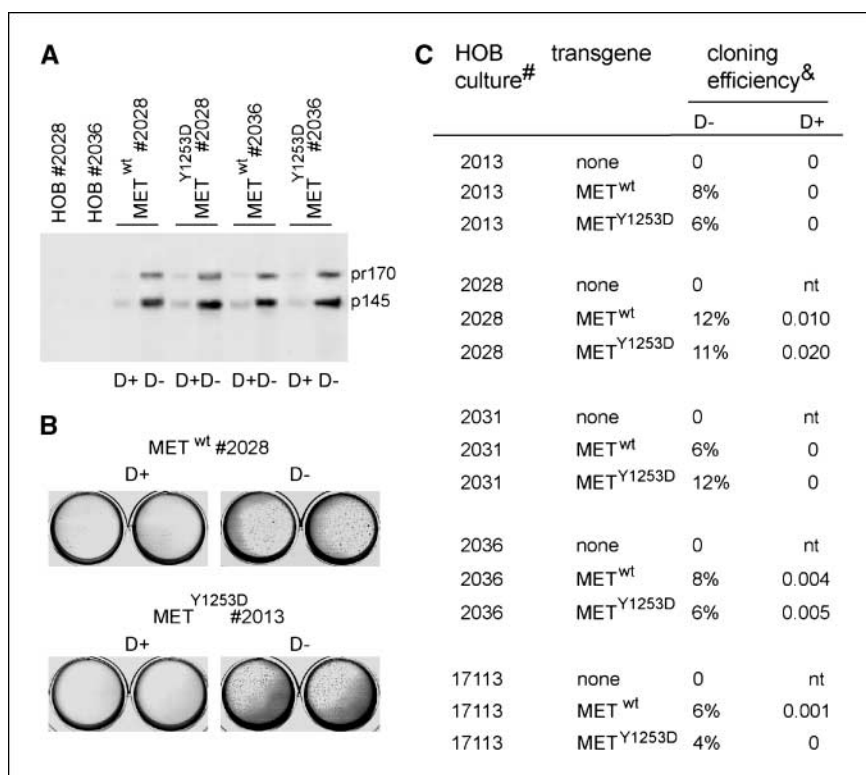 A
HOB #2028
HOB #2036
MET wt #2028
MET Y1253D #2028
MET wt #2036
MET Y1253D #2036
pr170
p145
D+ D- D+D- D+D- D+ D-
B
MET wt #2028
D+ D-
MET Y1253D #2013
D+ D-
C HOB culture# transgene cloning efficiency&
D- D+
2013 none 0 0
2013 MET wt 8% 0
2013 MET Y1253D 6% 0
2028 none 0 nt
2028 MET wt 12% 0.010
2028 MET Y1253D 11% 0.020
2031 none 0 nt
2031 MET wt 6% 0
2031 MET Y1253D 12% 0
2036 none 0 nt
2036 MET wt 8% 0.004
2036 MET Y1253D 6% 0.005
17113 none 0 nt
17113 MET wt 6% 0.001
17113 MET Y1253D 4% 0